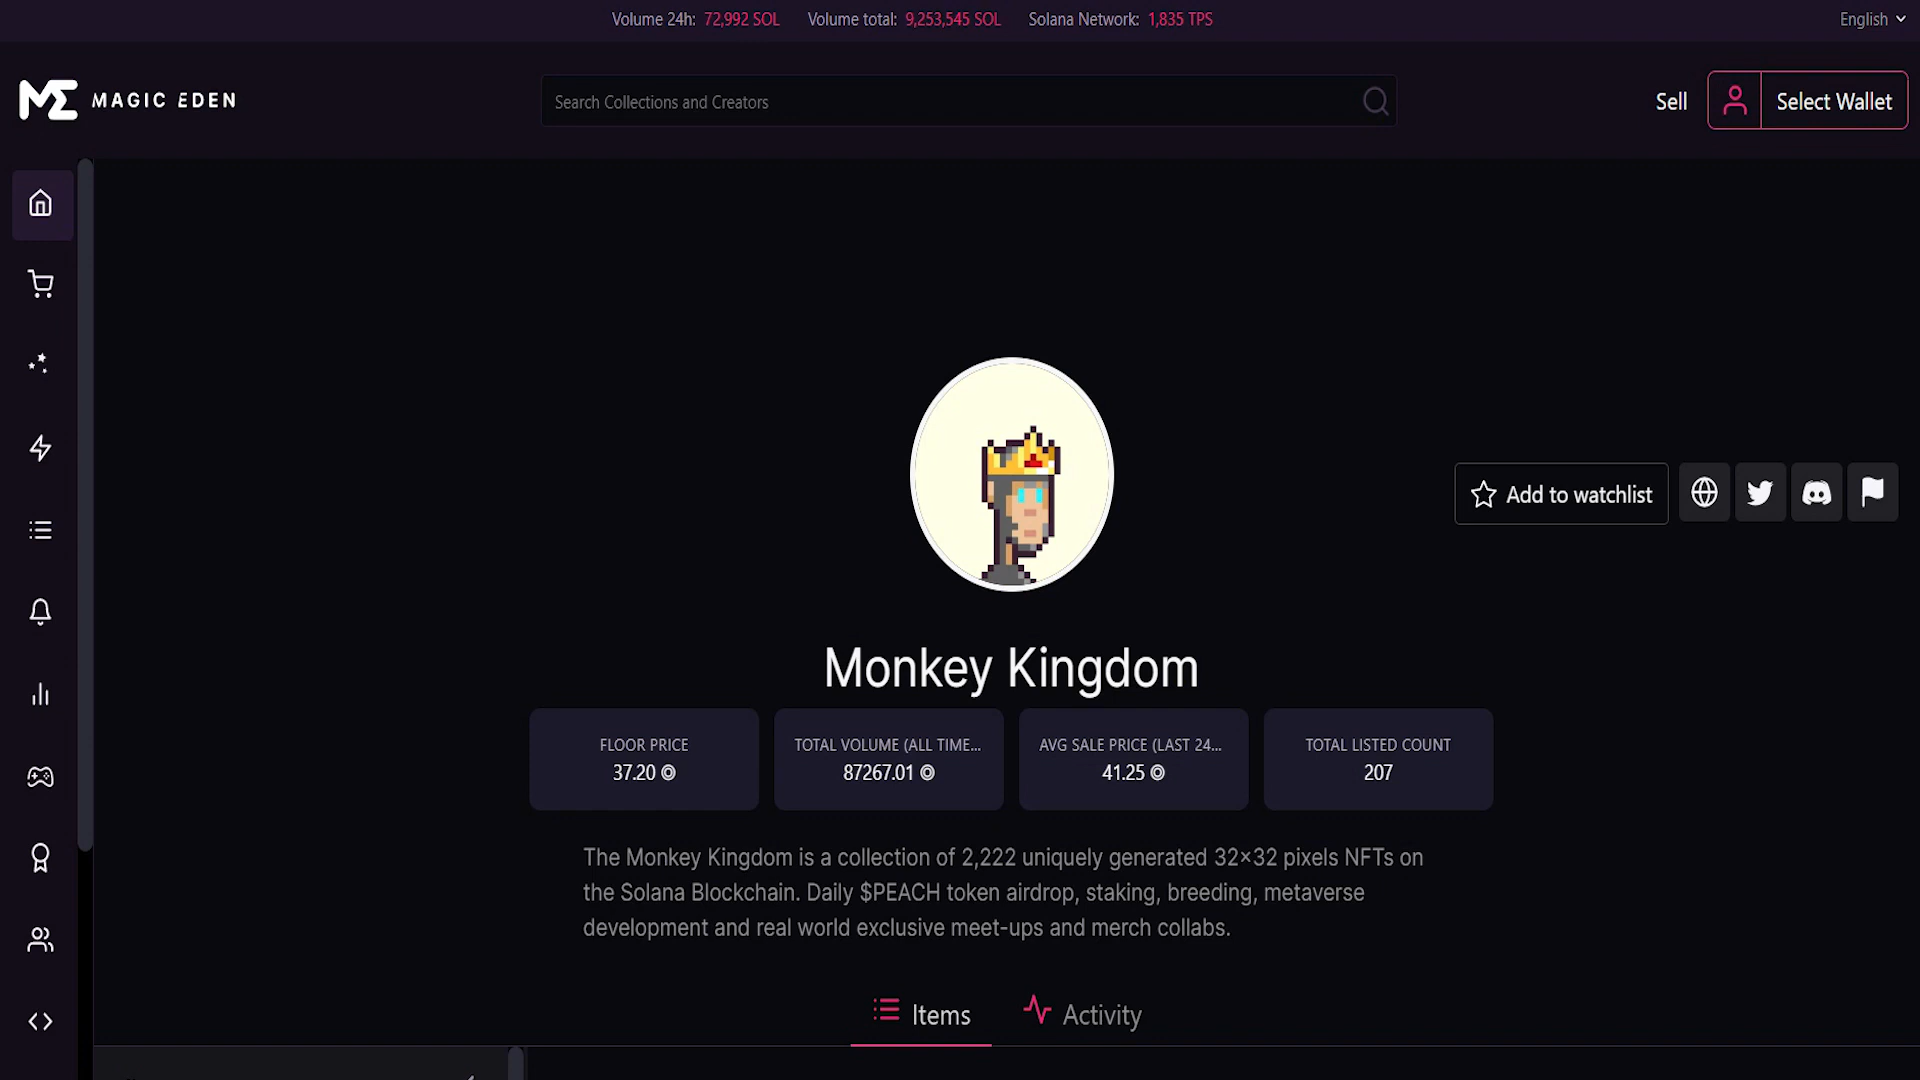 Volume 24h: 72,992 SOL Volume total: 9,253,545 SOL Solana Network: 1,835 TPS English
ME MAGIC EDEN Search Collections and Creators Sell Select Wallet
Add to watchlist
Monkey Kingdom
FLOOR PRICE TOTAL VOLUME (ALL TIME... AVG SALE PRICE (LAST 24... TOTAL LISTED COUNT
37.20 87267.01 41.25 207
The Monkey Kingdom is a collection of 2,222 uniquely generated 32×32 pixels NFTs on
the Solana Blockchain. Daily $PEACH token airdrop, staking, breeding, metaverse
development and real world exclusive meet-ups and merch collabs.
Items Activity